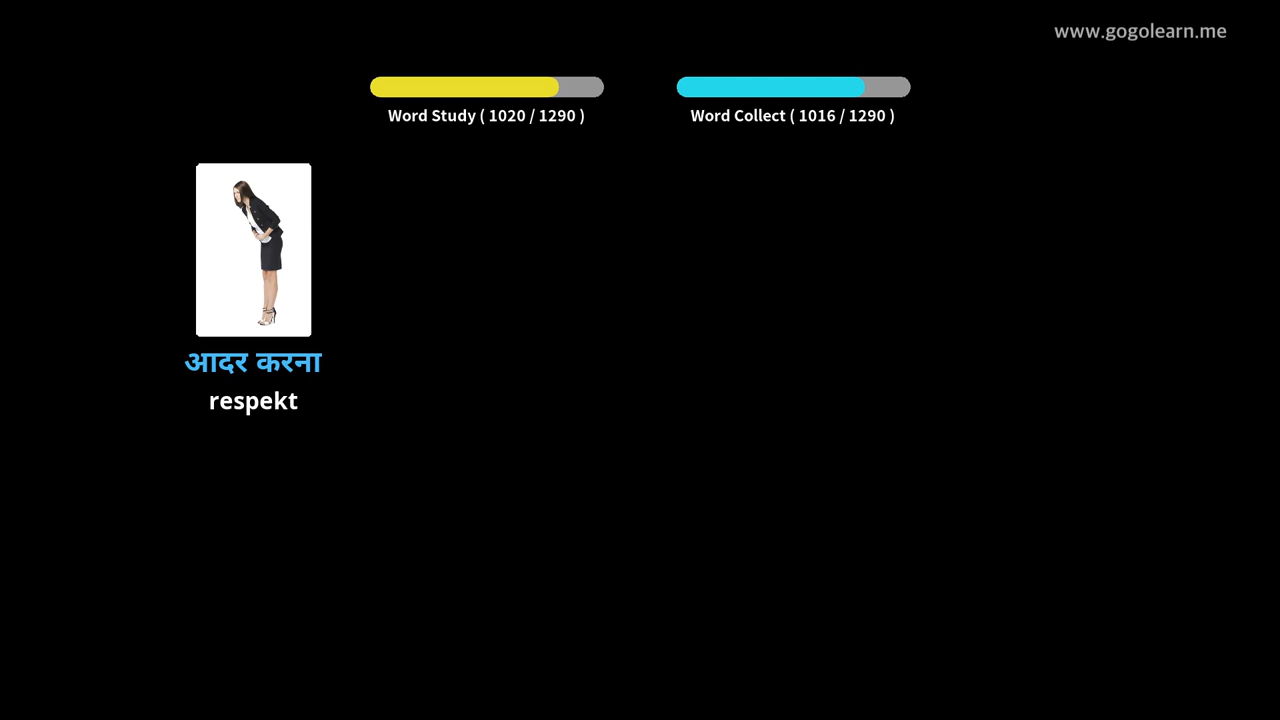 www.gogolearn.me
Word Study ( 1020 / 1290 )
Word Collect ( 1016 / 1290 )
आदर करना
respekt